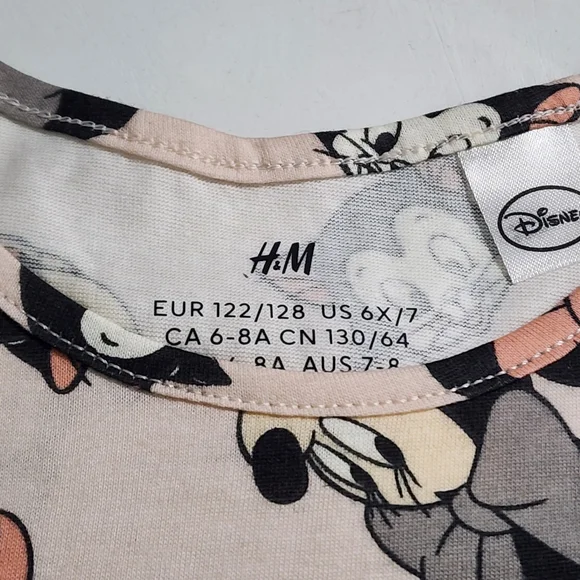 H&M
EUR 122/128 US 6X/7
CA 6-8A CN 130/64
8A AUS 7-8
Disney